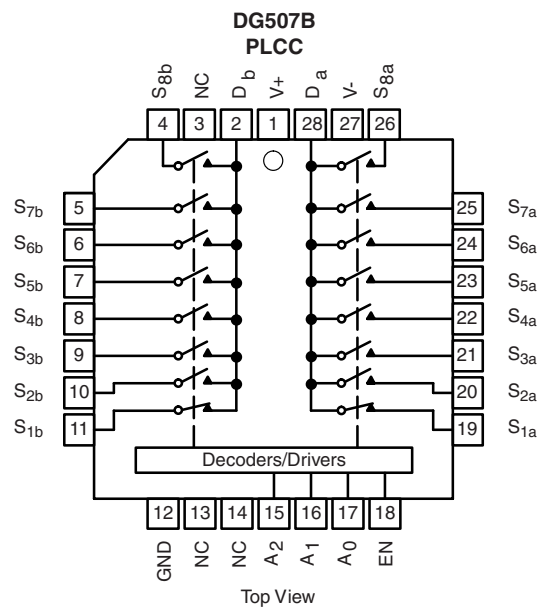 DG507B
PLCC
S8b NC Db V+ Da V- S8a
4 3 2 1 28 27 26
S7b 5 25 S7a
S6b 6 24 S6a
S5b 7 23 S5a
S4b 8 22 S4a
S3b 9 21 S3a
S2b 10 20 S2a
S1b 11 19 S1a
Decoders/Drivers
12 13 14 15 16 17 18
GND NC NC A2 A1 A0 EN
Top View